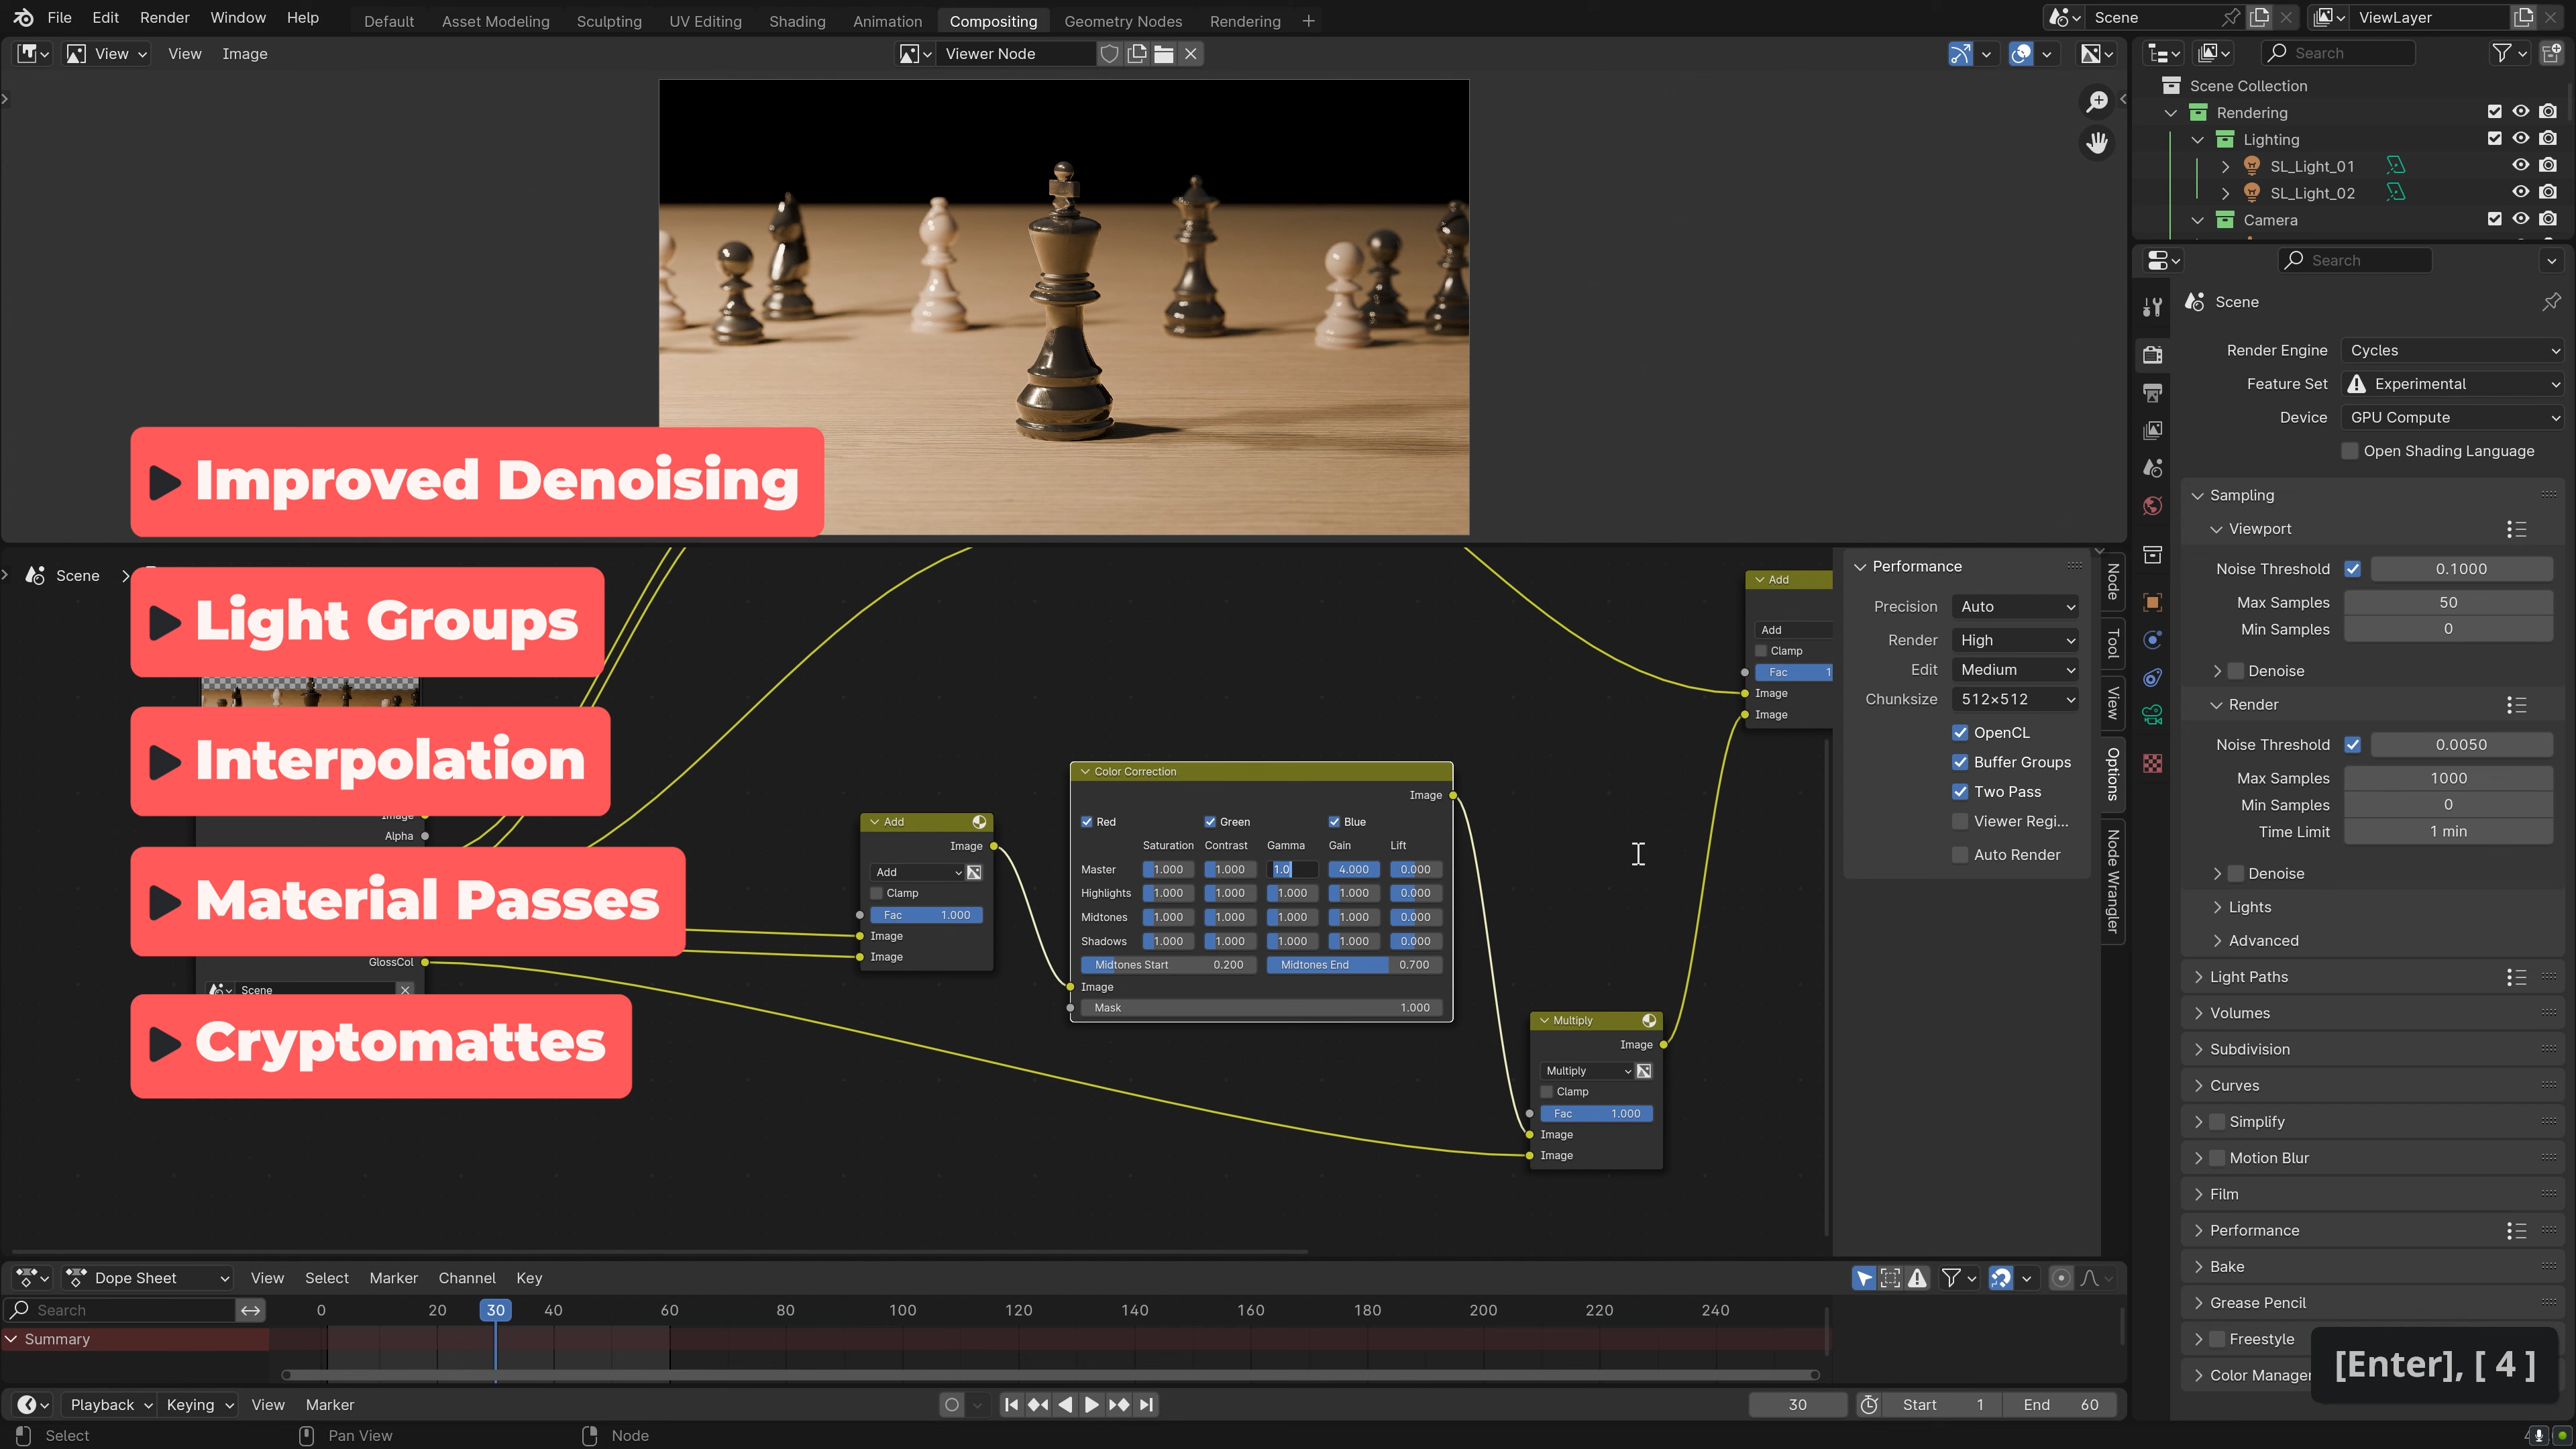 File Edit Render Window Help Default Asset Modeling Sculpting UV Editing Shading Animation Compositing Geometry Nodes Rendering + Scene ViewLayer
View View Image Viewer Node Search
Scene Collection
Rendering
Lighting
SL_Light_01
SL_Light_02
Camera
Search
Scene
Render Engine Cycles
Feature Set Experimental
Device GPU Compute
Open Shading Language
Sampling
Viewport
Noise Threshold 0.1000
Max Samples 50
Min Samples 0
Denoise
Render
Noise Threshold 0.0050
Max Samples 1000
Min Samples 0
Time Limit 1 min
Denoise
Lights
Advanced
Light Paths
Volumes
Subdivision
Curves
Simplify
Motion Blur
Film
Performance
Bake
Grease Pencil
Freestyle
Color Manager
[Enter], [ 4 ]
Improved Denoising
Light Groups
Interpolation
Material Passes
Cryptomattes
Scene
Image
Alpha
GlossCol
Scene
Add
Image
Add
Clamp
Fac 1.000
Image
Image
Color Correction
Image
Red Green Blue
Saturation Contrast Gamma Gain Lift
Master 1.000 1.000 1.0 4.000 0.000
Highlights 1.000 1.000 1.000 1.000 0.000
Midtones 1.000 1.000 1.000 1.000 0.000
Shadows 1.000 1.000 1.000 1.000 0.000
Midtones Start 0.200 Midtones End 0.700
Image
Mask 1.000
Multiply
Image
Multiply
Clamp
Fac 1.000
Image
Image
Add
Add
Clamp
Fac 1
Image
Image
Performance
Precision Auto
Render High
Edit Medium
Chunksize 512×512
OpenCL
Buffer Groups
Two Pass
Viewer Regi...
Auto Render
Node
Tool
View
Options
Node Wrangler
Dope Sheet View Select Marker Channel Key
Search 0 20 30 40 60 80 100 120 140 160 180 200 220 240
Summary
Playback Keying View Marker 30 Start 1 End 60
Select Pan View Node